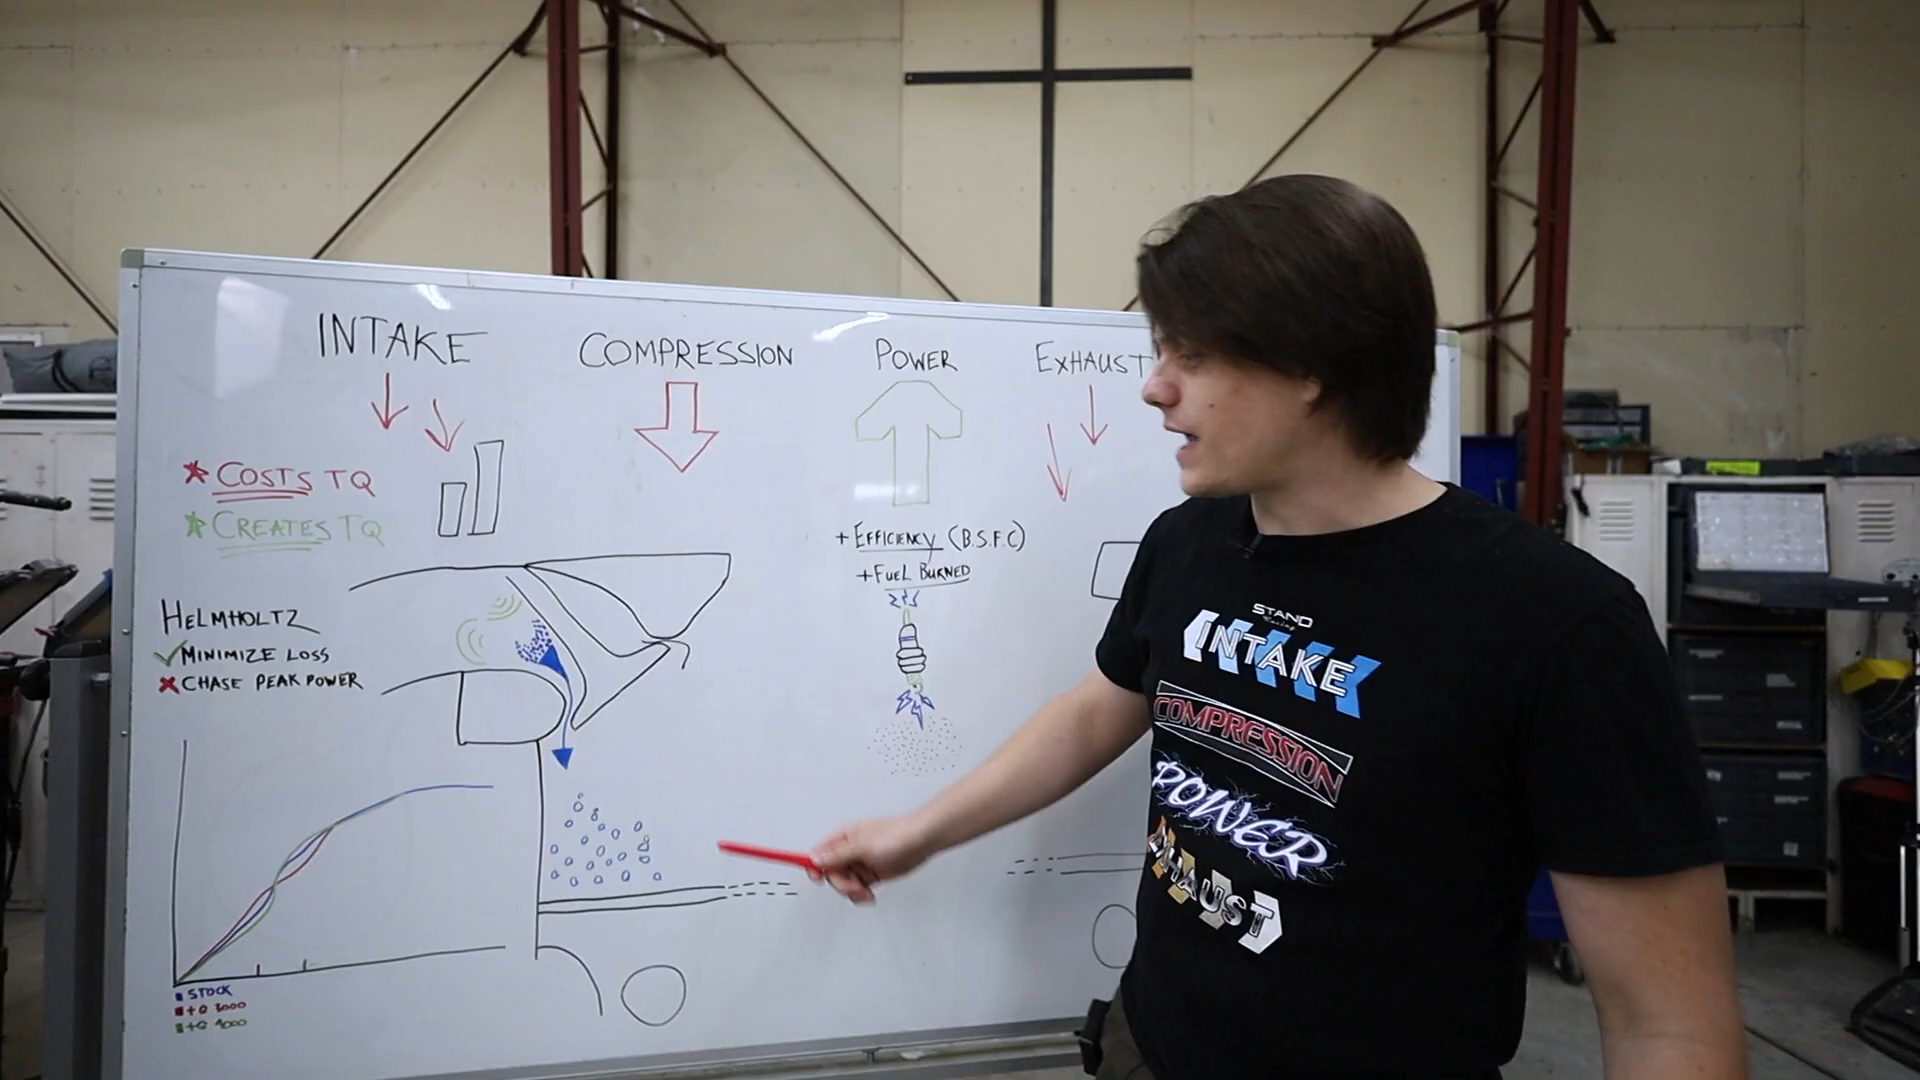 INTAKE
COMPRESSION
POWER
EXHAUST
* COSTS TQ
* CREATES TQ
+ EFFICIENCY (B.S.F.C)
+ FUEL BURNED
HELMHOLTZ
✓ MINIMIZE LOSS
X CHASE PEAK POWER
STOCK
+Q 3000
+Q 4000
STAND
Racing
INTAKE
COMPRESSION
POWER
EXHAUST